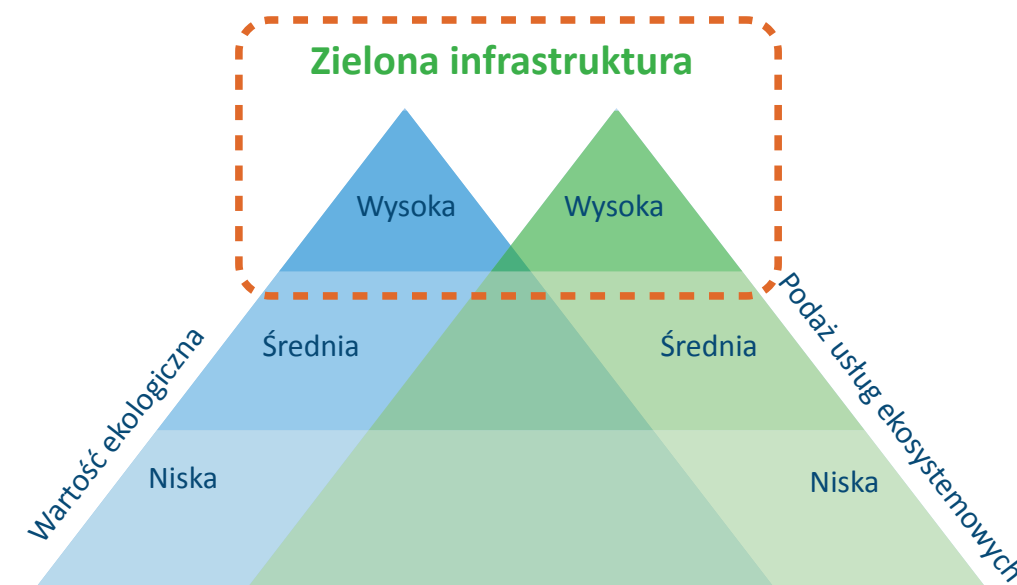 Zielona infrastruktura
Wysoka
Wysoka
Średnia
Średnia
Niska
Niska
Wartość ekologiczna
Podaż usług ekosystemowych